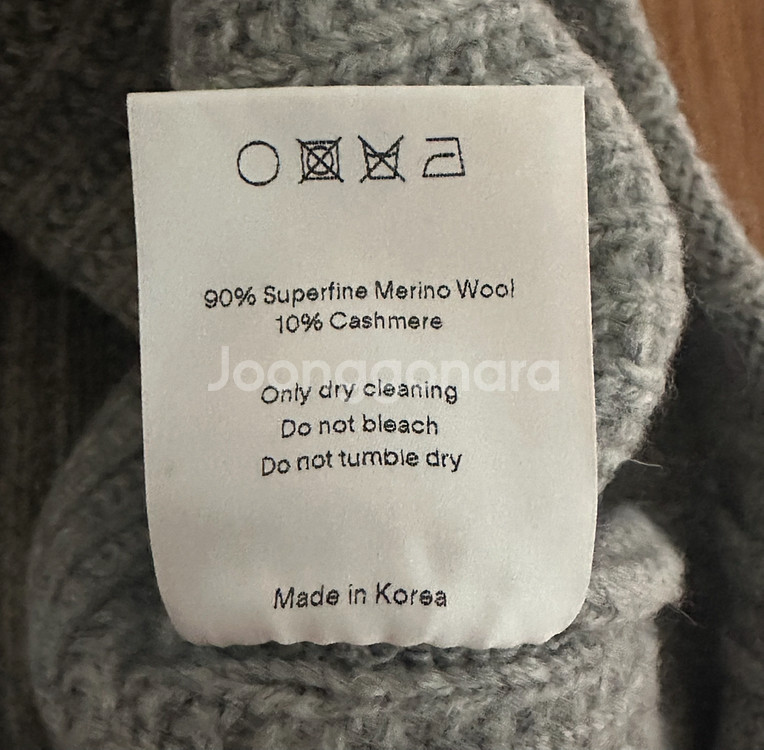 90% Superfine Merino Wool
10% Cashmere
Joonggonara
Only dry cleaning
Do not bleach
Do not tumble dry
Made in Korea